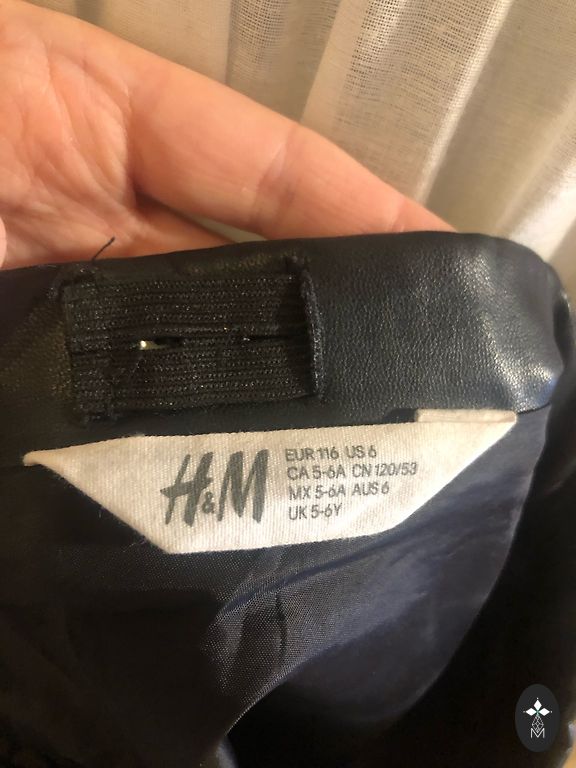 H&M
EUR 116 US 6
CA 5-6A CN 120/53
MX 5-6A AUS 6
UK 5-6Y
M